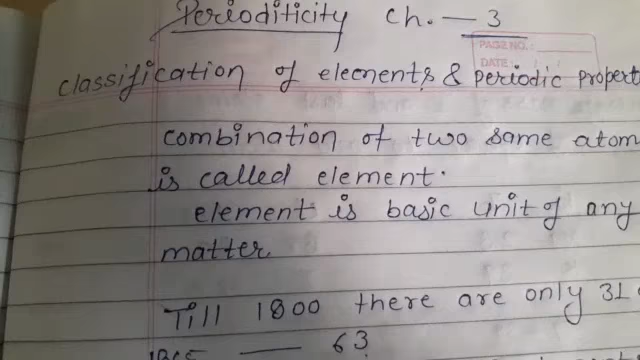 Perioditicity Ch. - 3
PAGE NO.:
DATE: / /
classification of elements & periodic propert
combination of two same atom
is called element.
element is basic unit of any
matter
Till 1800 there are only 31
— 63